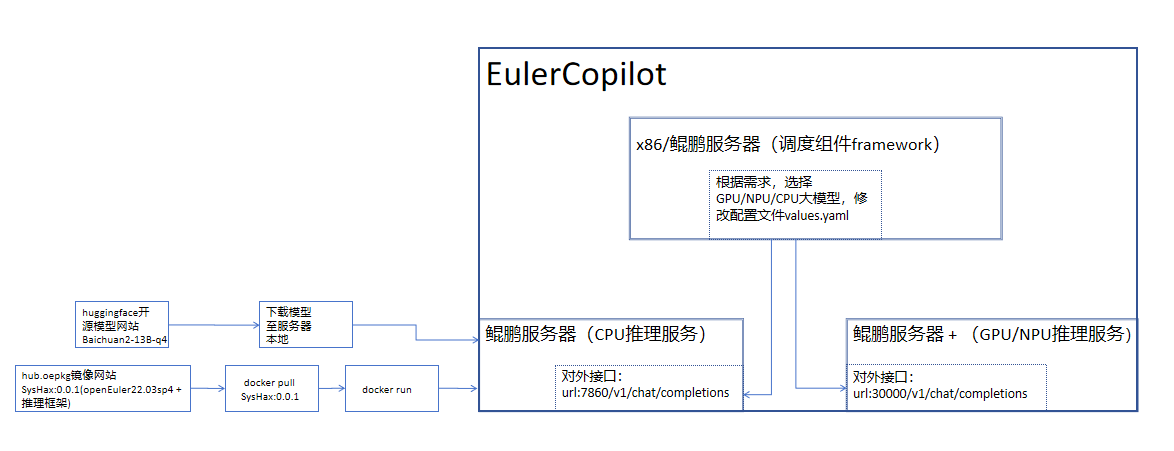 EulerCopilot
x86/鲲鹏服务器（调度组件framework）
根据需求，选择
GPU/NPU/CPU大模型，修
改配置文件values.yaml
huggingface开
源模型网站
Baichuan2-13B-q4
下载模型
至服务器
本地
hub.oepkg镜像网站
SysHax:0.0.1(openEuler22.03sp4 +
推理框架)
docker pull
SysHax:0.0.1
docker run
鲲鹏服务器（CPU推理服务）
对外接口：
url:7860/v1/chat/completions
鲲鹏服务器 + （GPU/NPU推理服务）
对外接口：
url:30000/v1/chat/completions